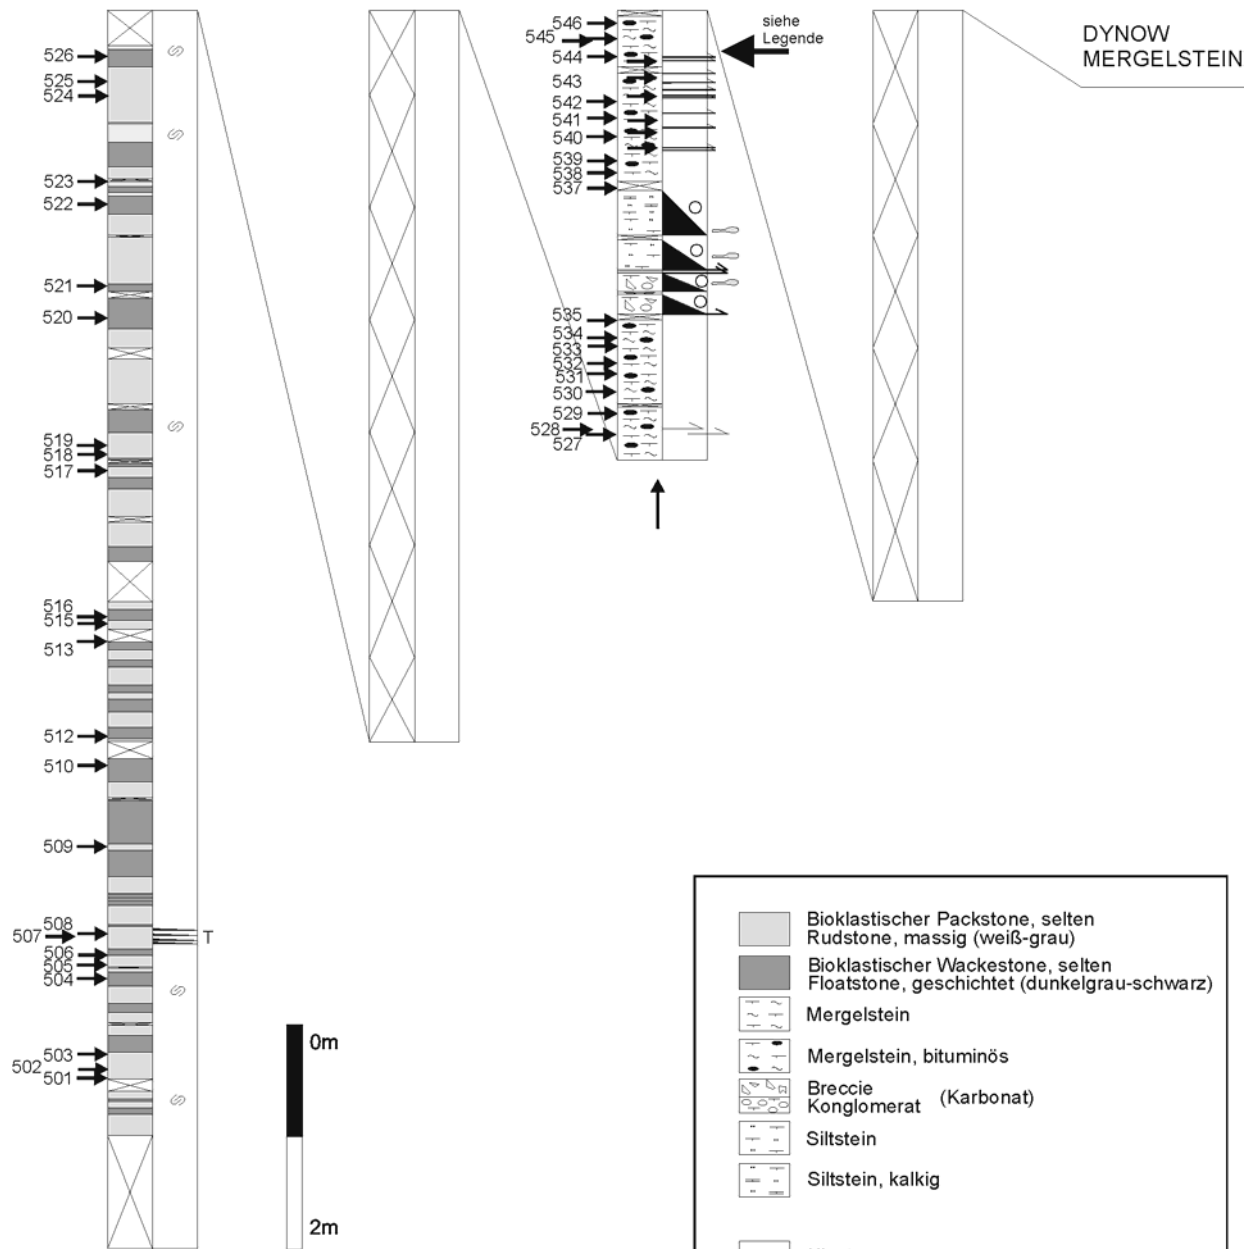 526
525
524
523
522
521
520
519
518
517
516
515
513
512
510
509
508
507
506
505
504
503
502
501
T
0m
2m
546
545
544
543
542
541
540
539
538
537
535
534
533
532
531
530
529
528
527
siehe
Legende
DYNOW
MERGELSTEIN
Bioklastischer Packstone, selten
Rudstone, massig (weiß-grau)
Bioklastischer Wackestone, selten
Floatstone, geschichtet (dunkelgrau-schwarz)
Mergelstein
Mergelstein, bituminös
Breccie
Konglomerat (Karbonat)
Siltstein
Siltstein, kalkig